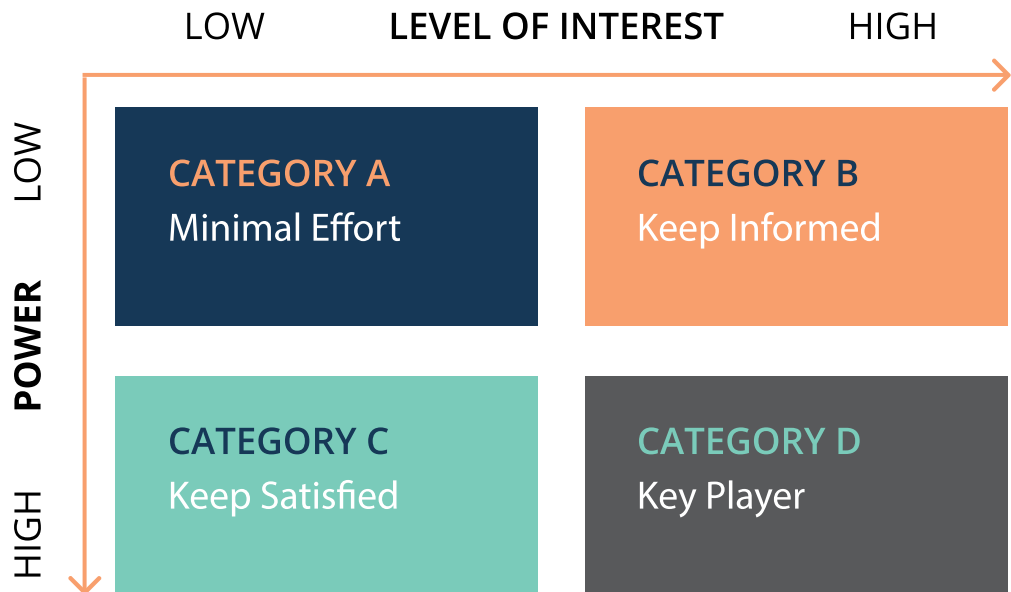 LOW LEVEL OF INTEREST HIGH
LOW
POWER
HIGH
CATEGORY A
Minimal Effort
CATEGORY B
Keep Informed
CATEGORY C
Keep Satisfied
CATEGORY D
Key Player